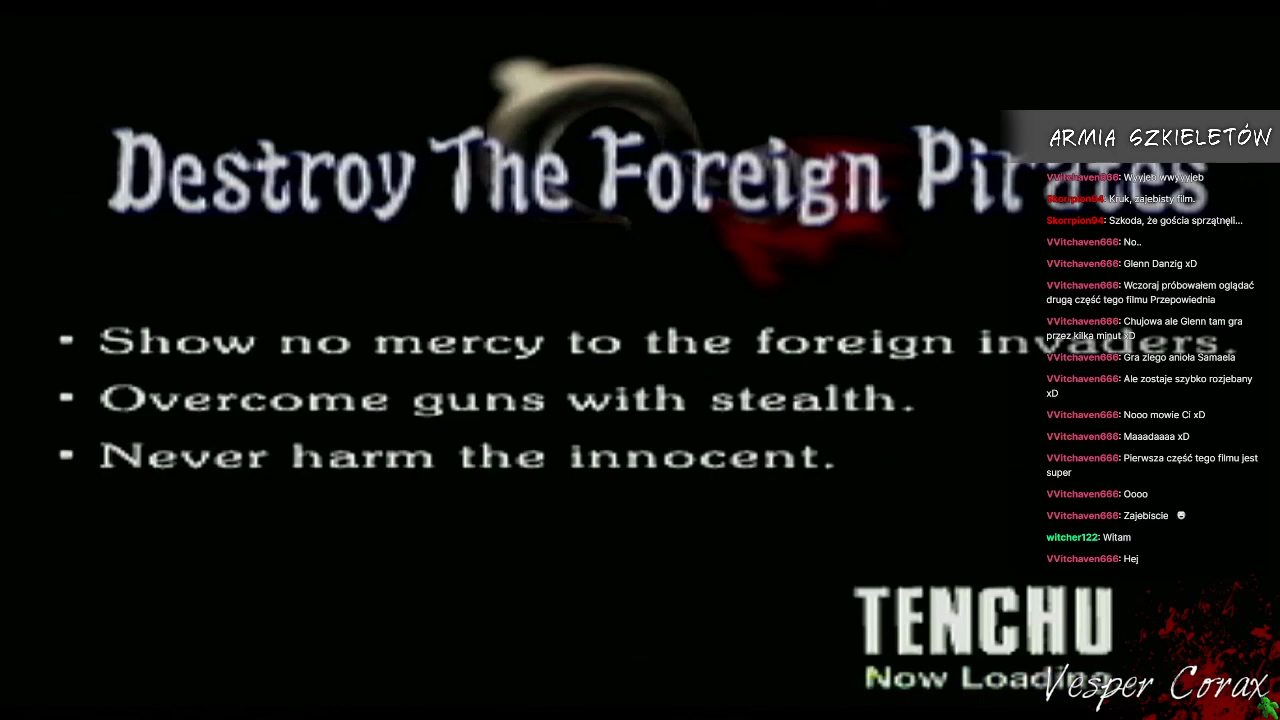 Destroy The Foreign Pirates
ARMIA SZKIELETÓW
VVitchaven666: Wyyjeb wwyyyjeb
Skorrpion94: Kruk, zajebisty film.
Skorrpion94: Szkoda, że gościa sprzątnęli...
VVitchaven666: No..
VVitchaven666: Glenn Danzig xD
VVitchaven666: Wczoraj próbowałem oglądać
drugą część tego filmu Przepowiednia
VVitchaven666: Chujowa ale Glenn tam gra
przez kilka minut xD
VVitchaven666: Gra złego anioła Samaela
VVitchaven666: Ale zostaje szybko rozjebany
xD
VVitchaven666: Nooo mowie Ci xD
VVitchaven666: Maaadaaaa xD
VVitchaven666: Pierwsza część tego filmu jest
super
VVitchaven666: Oooo
VVitchaven666: Zajebiscie
witcher122: Witam
VVitchaven666: Hej
• Show no mercy to the foreign invaders.
• Overcome guns with stealth.
• Never harm the innocent.
TENCHU
Now Loading
Vesper Corax